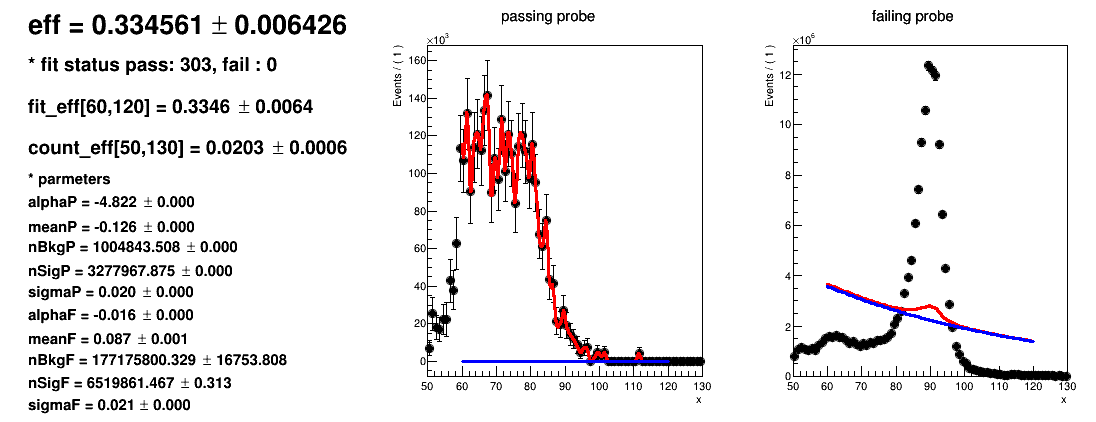 eff = 0.334561 ± 0.006426
* fit status pass: 303, fail : 0
fit_eff[60,120] = 0.3346 ± 0.0064
count_eff[50,130] = 0.0203 ± 0.0006
* parmeters
alphaP = -4.822 ± 0.000
meanP = -0.126 ± 0.000
nBkgP = 1004843.508 ± 0.000
nSigP = 3277967.875 ± 0.000
sigmaP = 0.020 ± 0.000
alphaF = -0.016 ± 0.000
meanF = 0.087 ± 0.001
nBkgF = 177175800.329 ± 16753.808
nSigF = 6519861.467 ± 0.313
sigmaF = 0.021 ± 0.000
passing probe
×10³
Events / ( 1 )
160
140
120
100
80
60
40
20
0
50 60 70 80 90 100 110 120 130
x
failing probe
×10⁶
Events / ( 1 )
12
10
8
6
4
2
0
50 60 70 80 90 100 110 120 130
x